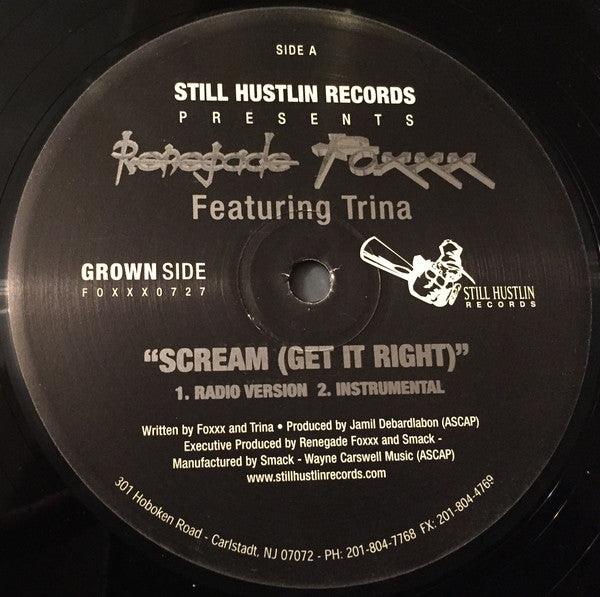 SIDE A
STILL HUSTLIN RECORDS
PRESENTS
Renegade Foxxx
Featuring Trina
GROWN SIDE
FOXXX0727
STILL HUSTLIN
RECORDS
“SCREAM (GET IT RIGHT)”
1. RADIO VERSION 2. INSTRUMENTAL
Written by Foxxx and Trina • Produced by Jamil Debardlabon (ASCAP)
Executive Produced by Renegade Foxxx and Smack -
Manufactured by Smack - Wayne Carswell Music (ASCAP)
www.stillhustlinrecords.com
301 Hoboken Road - Carlstadt, NJ 07072 - PH: 201-804-7768 FX: 201-804-4769